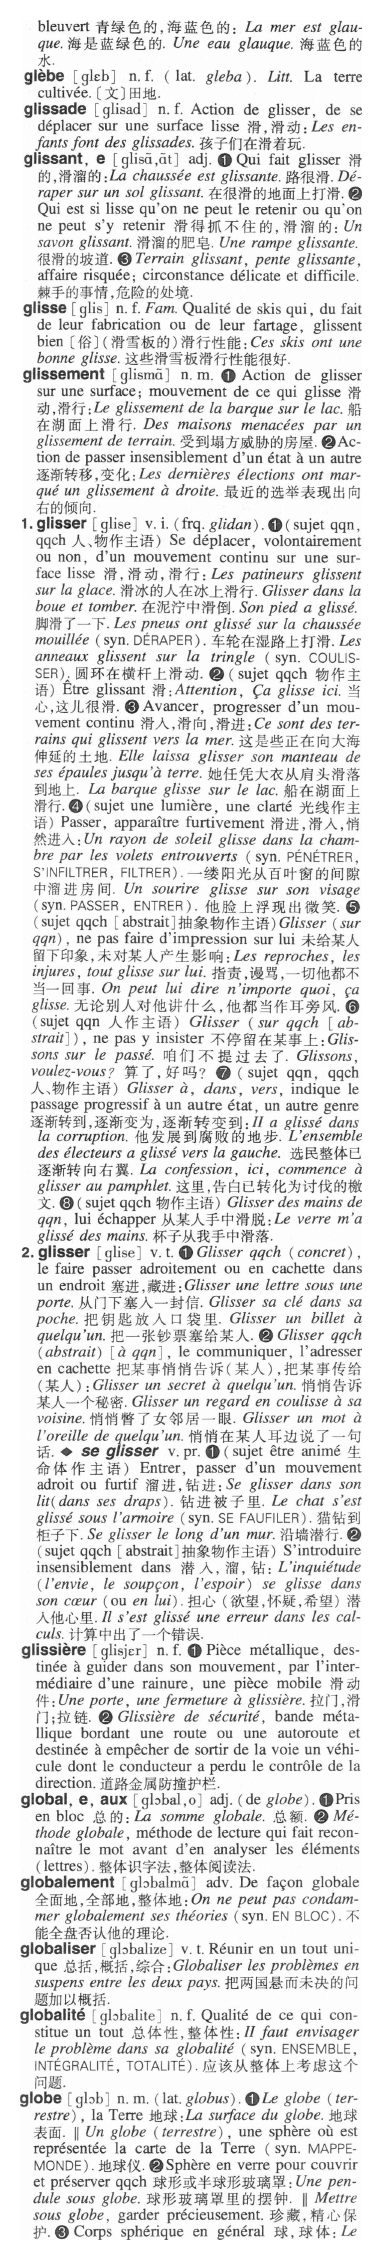 bleuvert 青绿色的,海蓝色的: La mer est glau-
que. 海是蓝绿色的. Une eau glauque. 海蓝色的
水.
glèbe [glɛb] n. f. ( lat. gleba). Litt. La terre
cultivée.〔文〕田地.
glissade [glisad] n. f. Action de glisser, de se
déplacer sur une surface lisse 滑,滑动: Les en-
fants font des glissades. 孩子们在滑着玩.
glissant, e [glisɑ̃,ɑ̃t] adj. ❶ Qui fait glisser 滑
的,滑溜的: La chaussée est glissante. 路很滑. Dé-
raper sur un sol glissant. 在很滑的地面上打滑. ❷
Qui est si lisse qu'on ne peut le retenir ou qu'on
ne peut s'y retenir 滑得抓不住的,滑溜的: Un
savon glissant. 滑溜的肥皂. Une rampe glissante.
很滑的坡道. ❸ Terrain glissant, pente glissante,
affaire risquée; circonstance délicate et difficile.
棘手的事情,危险的处境.
glisse [glis] n. f. Fam. Qualité de skis qui, du fait
de leur fabrication ou de leur fartage, glissent
bien [俗](滑雪板的)滑行性能: Ces skis ont une
bonne glisse. 这些滑雪板滑行性能很好.
glissement [glismɑ̃] n. m. ❶ Action de glisser
sur une surface; mouvement de ce qui glisse 滑
动,滑行: Le glissement de la barque sur le lac. 船
在湖面上滑行. Des maisons menacées par un
glissement de terrain. 受到塌方威胁的房屋. ❷Ac-
tion de passer insensiblement d'un état à un autre
逐渐转移,变化: Les dernières élections ont mar-
qué un glissement à droite. 最近的选举表现出向
右的倾向.
1. glisser [glise] v. i. (frq. glidan). ❶(sujet qqn,
qqch 人、物作主语) Se déplacer, volontairement
ou non, d'un mouvement continu sur une sur-
face lisse 滑,滑动,滑行: Les patineurs glissent
sur la glace. 滑冰的人在冰上滑行. Glisser dans la
boue et tomber. 在泥泞中滑倒. Son pied a glissé.
脚滑了一下. Les pneus ont glissé sur la chaussée
mouillée (syn. DÉRAPER). 车轮在湿路上打滑. Les
anneaux glissent sur la tringle (syn. COULIS-
SER). 圆环在横杆上滑动. ❷ (sujet qqch 物作主
语) Être glissant 滑: Attention, Ça glisse ici. 当
心,这儿很滑. ❸ Avancer, progresser d'un mou-
vement continu 滑入,滑向,滑进: Ce sont des ter-
rains qui glissent vers la mer. 这是些正在向大海
伸延的土地. Elle laissa glisser son manteau de
ses épaules jusqu'à terre. 她任凭大衣从肩头滑落
到地上. La barque glisse sur le lac. 船在湖面上
滑行. ❹(sujet une lumière, une clarté 光线作主
语) Passer, apparaître furtivement 滑进,滑入,悄
然进入: Un rayon de soleil glisse dans la cham-
bre par les volets entrouverts (syn. PÉNÉTRER,
S'INFILTRER, FILTRER). 一缕阳光从百叶窗的间隙
中溜进房间. Un sourire glisse sur son visage
(syn. PASSER, ENTRER). 他脸上浮现出微笑. ❺
(sujet qqch [abstrait]抽象物作主语) Glisser (sur
qqn), ne pas faire d'impression sur lui 未给某人
留下印象,未对某人产生影响: Les reproches, les
injures, tout glisse sur lui. 指责,谩骂,一切他都不
当一回事. On peut lui dire n'importe quoi, ça
glisse. 无论别人对他讲什么,他都当作耳旁风. ❻
(sujet qqn 人作主语) Glisser (sur qqch [ab-
strait]), ne pas y insister 不停留在某事上: Glis-
sons sur le passé. 咱们不提过去了. Glissons,
voulez-vous? 算了,好吗? ❼ (sujet qqn, qqch
人、物作主语) Glisser à, dans, vers, indique le
passage progressif à un autre état, un autre genre
逐渐转到,逐渐变为,逐渐转变到: Il a glissé dans
la corruption. 他发展到腐败的地步. L'ensemble
des électeurs a glissé vers la gauche. 选民整体已
逐渐转向右翼. La confession, ici, commence à
glisser au pamphlet. 这里,告白已转化为讨伐的檄
文. ❽(sujet qqch 物作主语) Glisser des mains de
qqn, lui échapper 从某人手中滑脱: Le verre m'a
glissé des mains. 杯子从我手中滑落.
2. glisser [glise] v. t. ❶ Glisser qqch (concret),
le faire passer adroitement ou en cachette dans
un endroit 塞进,藏进: Glisser une lettre sous une
porte. 从门下塞入一封信. Glisser sa clé dans sa
poche. 把钥匙放入口袋里. Glisser un billet à
quelqu'un. 把一张钞票塞给某人. ❷ Glisser qqch
(abstrait) [à qqn], le communiquer, l'adresser
en cachette 把某事悄悄告诉(某人),把某事传给
(某人): Glisser un secret à quelqu'un. 悄悄告诉
某人一个秘密. Glisser un regard en coulisse à sa
voisine. 悄悄瞥了女邻居一眼. Glisser un mot à
l'oreille de quelqu'un. 悄悄在某人耳边说了一句
话. ◆ se glisser v. pr. ❶(sujet être animé 生
命体作主语) Entrer, passer d'un mouvement
adroit ou furtif 溜进,钻进: Se glisser dans son
lit(dans ses draps). 钻进被子里. Le chat s'est
glissé sous l'armoire (syn. SE FAUFILER). 猫钻到
柜子下. Se glisser le long d'un mur. 沿墙潜行. ❷
(sujet qqch [abstrait]抽象物作主语) S'introduire
insensiblement dans 潜入,溜,钻: L'inquiétude
(l'envie, le soupçon, l'espoir) se glisse dans
son cœur (ou en lui). 担心 (欲望,怀疑,希望) 潜
入他心里. Il s'est glissé une erreur dans les cal-
culs. 计算中出了一个错误.
glissière [glisjɛr] n. f. ❶ Pièce métallique, des-
tinée à guider dans son mouvement, par l'inter-
médiaire d'une rainure, une pièce mobile 滑动
件: Une porte, une fermeture à glissière. 拉门,滑
门;拉链. ❷ Glissière de sécurité, bande méta-
llique bordant une route ou une autoroute et
destinée à empêcher de sortir de la voie un véhi-
cule dont le conducteur a perdu le contrôle de la
direction. 道路金属防撞护栏.
global, e, aux [glɔbal,o] adj. (de globe). ❶Pris
en bloc 总的: La somme globale. 总额. ❷ Mé-
thode globale, méthode de lecture qui fait recon-
naître le mot avant d'en analyser les éléments
(lettres). 整体识字法,整体阅读法.
globalement [glɔbalmɑ̃] adv. De façon globale
全面地,全部地,整体地: On ne peut pas condam-
mer globalement ses théories (syn. EN BLOC). 不
能全盘否认他的理论.
globaliser [glɔbalize] v. t. Réunir en un tout uni-
que 总括,概括,综合: Globaliser les problèmes en
suspens entre les deux pays. 把两国悬而未决的问
题加以概括.
globalité [glɔbalite] n. f. Qualité de ce qui con-
stitue un tout 总体性,整体性: Il faut envisager
le problème dans sa globalité (syn. ENSEMBLE,
INTÉGRALITÉ, TOTALITÉ). 应该从整体上考虑这个
问题.
globe [glɔb] n. m. (lat. globus). ❶Le globe (ter-
restre), la Terre 地球: La surface du globe. 地球
表面. ‖ Un globe (terrestre), une sphère où est
représentée la carte de la Terre (syn. MAPPE-
MONDE). 地球仪. ❷Sphère en verre pour couvrir
et préserver qqch 球形或半球形玻璃罩: Une pen-
dule sous globe. 球形玻璃罩里的摆钟. ‖ Mettre
sous globe, garder précieusement. 珍藏,精心保
护. ❸ Corps sphérique en général 球,球体: Le